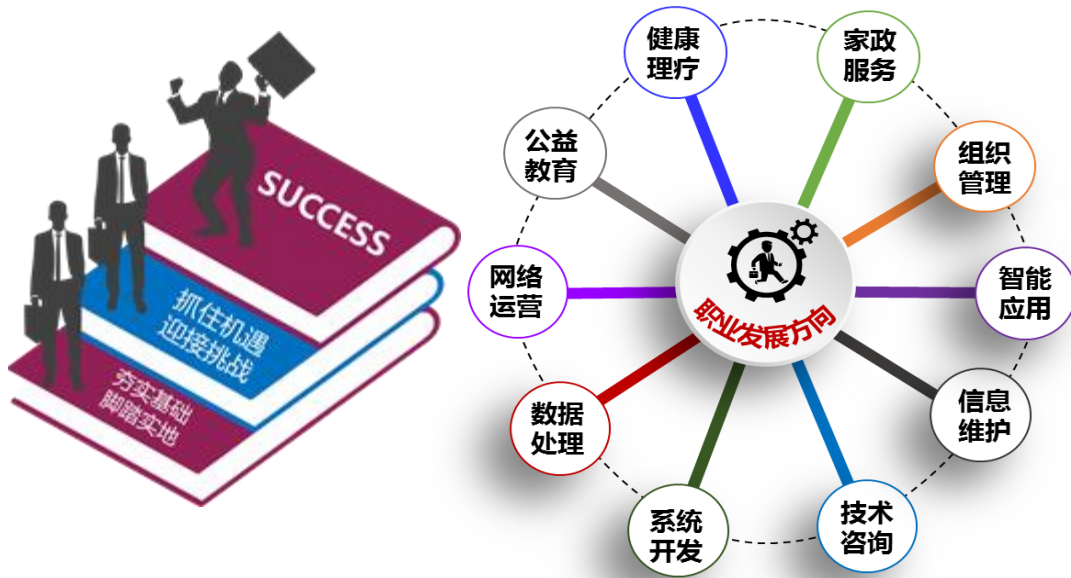 SUCCESS
抓住机遇
迎接挑战
夯实基础
脚踏实地
健康
理疗
家政
服务
公益
教育
组织
管理
网络
运营
智能
应用
职业发展方向
数据
处理
信息
维护
系统
开发
技术
咨询